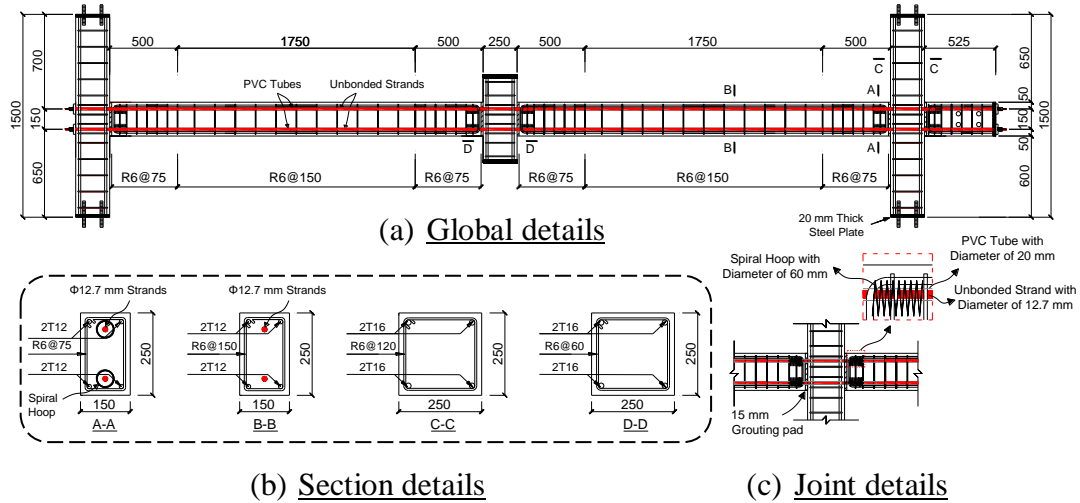 500
1750
500
250
500
1750
500
525
700
150
650
1500
PVC Tubes
Unbonded Strands
B
A
B
A
C
C
D
D
650
50
150
50
600
1500
R6@75
R6@150
R6@75
R6@75
R6@150
R6@75
20 mm Thick
Steel Plate
(a) Global details
Φ12.7 mm Strands
2T12
R6@75
2T12
Spiral
Hoop
250
150
A-A
Φ12.7 mm Strands
2T12
R6@150
2T12
250
150
B-B
2T16
R6@120
2T16
250
250
C-C
2T16
R6@60
2T16
250
250
D-D
(b) Section details
Spiral Hoop with
Diameter of 60 mm
PVC Tube with
Diameter of 20 mm
Unbonded Strand with
Diameter of 12.7 mm
15 mm
Grouting pad
(c) Joint details